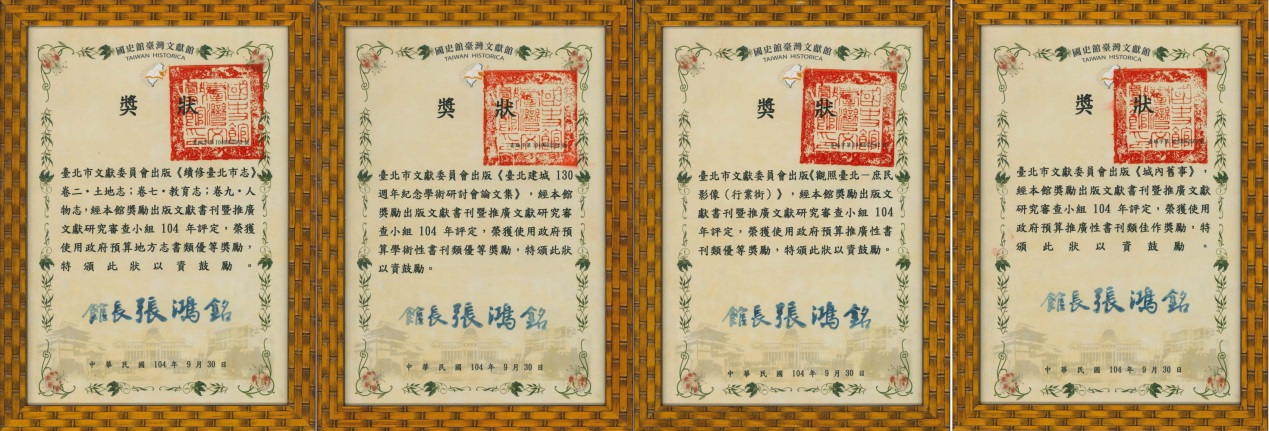 國史館臺灣文獻館
TAIWAN HISTORICA
獎狀
臺北市文獻委員會出版《續修臺北市志》
卷二・土地志；卷七・教育志；卷九・人
物志，經本館獎勵出版文獻書刊暨推廣
文獻研究審查小組 104 年評定，榮獲
使用政府預算地方志書類優等獎勵，
特頒此狀以資鼓勵。
館長張鴻銘
中華民國 104 年 9 月 30 日
國史館臺灣文獻館
TAIWAN HISTORICA
獎狀
臺北市文獻委員會出版《臺北建城 130
週年紀念學術研討會論文集》，經本館
獎勵出版文獻書刊暨推廣文獻研究審
查小組 104 年評定，榮獲使用政府預
算學術性書刊類優等獎勵，特頒此狀
以資鼓勵。
館長張鴻銘
中華民國 104 年 9 月 30 日
國史館臺灣文獻館
TAIWAN HISTORICA
獎狀
臺北市文獻委員會出版《觀照臺北－庶民
影像(行業術)》，經本館獎勵出版文
獻書刊暨推廣文獻研究審查小組 104
年評定，榮獲使用政府預算推廣性書
刊類優等獎勵，特頒此狀以資鼓勵。
館長張鴻銘
中華民國 104 年 9 月 30 日
國史館臺灣文獻館
TAIWAN HISTORICA
獎狀
臺北市文獻委員會出版《城內舊事》，
經本館獎勵出版文獻書刊暨推廣文獻
研究審查小組 104 年評定，榮獲使用
政府預算推廣性書刊類佳作獎勵，特
頒此狀以資鼓勵。
館長張鴻銘
中華民國 104 年 9 月 30 日